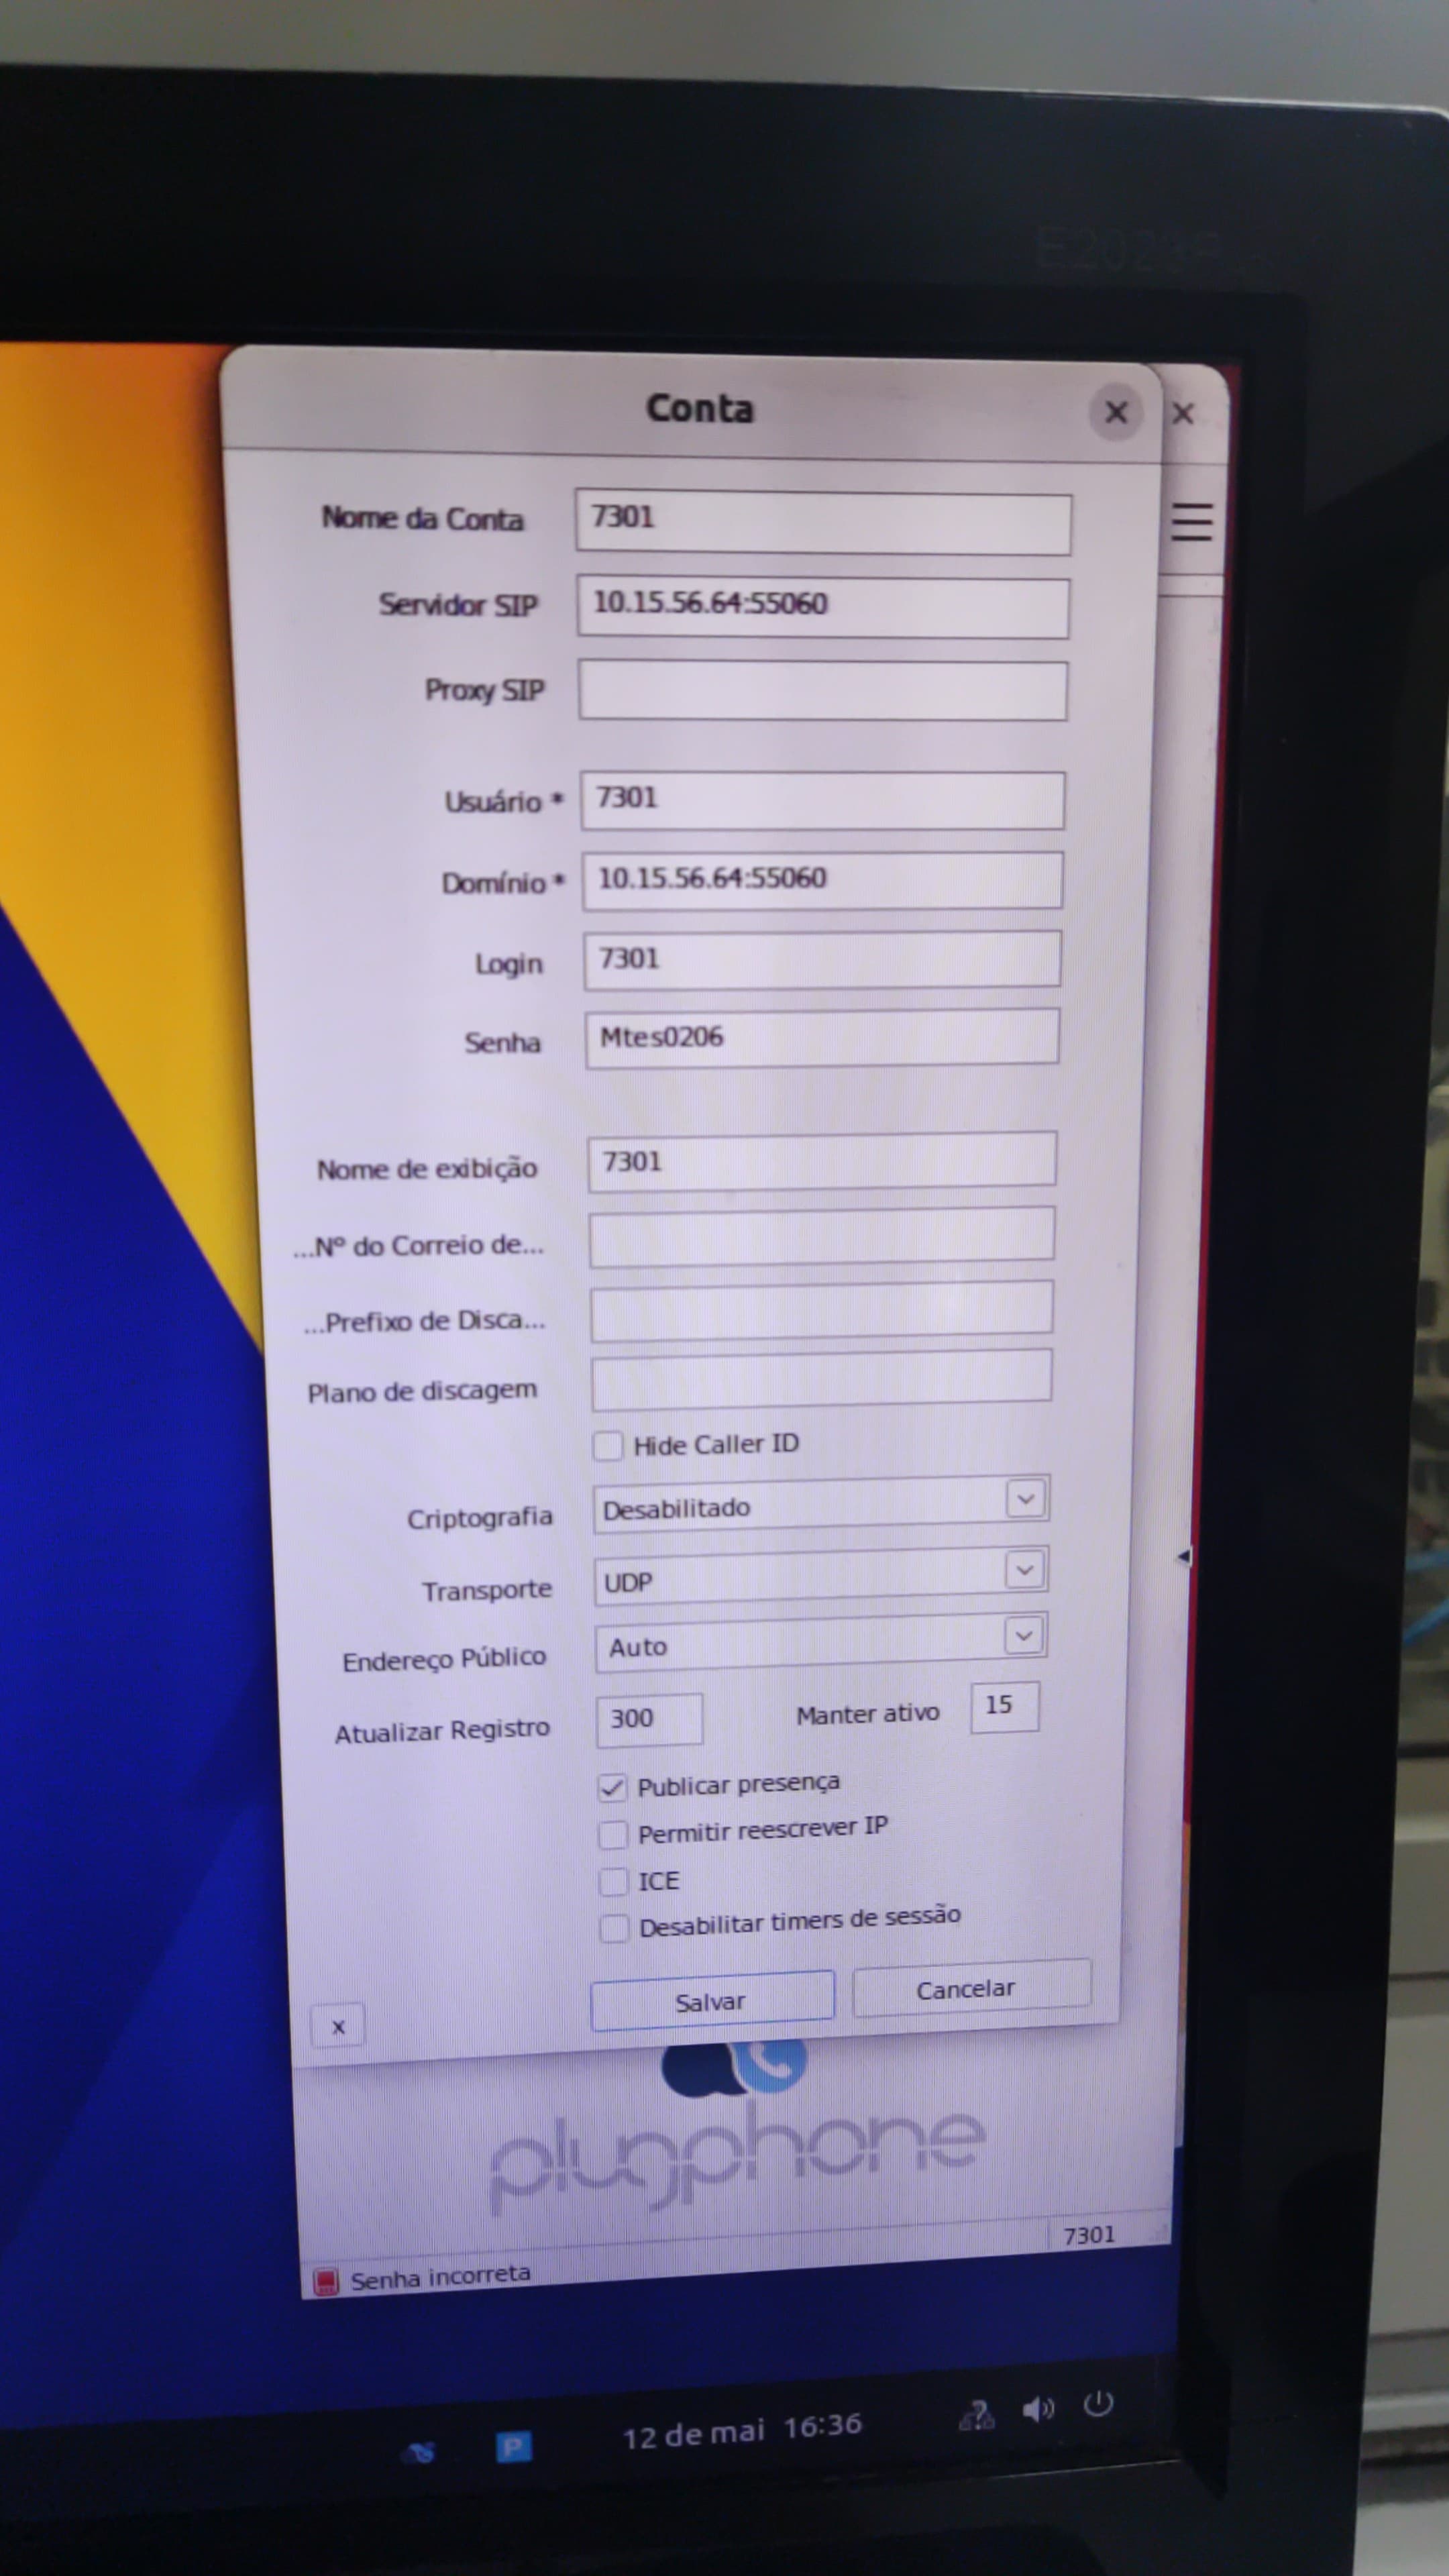 Conta
Nome da Conta 7301
Servidor SIP 10.15.56.64:55060
Proxy SIP
Usuário * 7301
Domínio * 10.15.56.64:55060
Login 7301
Senha Mtes0206
Nome de exibição 7301
...Nº do Correio de...
...Prefixo de Disca...
Plano de discagem
Hide Caller ID
Criptografia Desabilitado
Transporte UDP
Endereço Público Auto
Atualizar Registro 300 Manter ativo 15
Publicar presença
Permitir reescrever IP
ICE
Desabilitar timers de sessão
x Salvar Cancelar
plugphone
Senha incorreta 7301
P 12 de mai 16:36